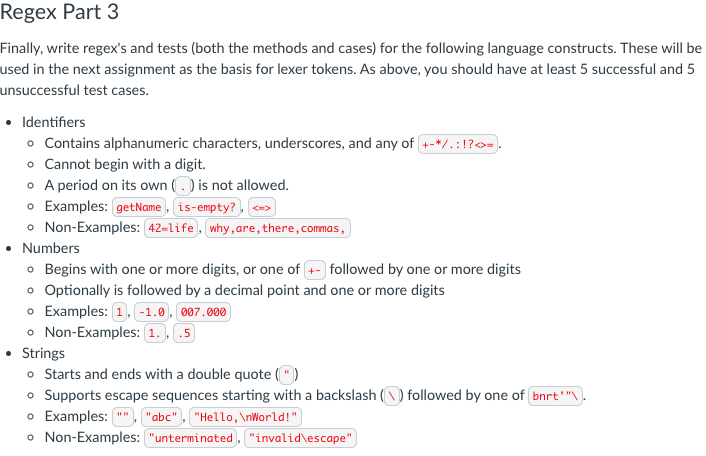 Regex Part 3
Finally, write regex's and tests (both the methods and cases) for the following language constructs. These will be
used in the next assignment as the basis for lexer tokens. As above, you should have at least 5 successful and 5
unsuccessful test cases.
• Identifiers
◦ Contains alphanumeric characters, underscores, and any of +-*/.:!?<>= .
◦ Cannot begin with a digit.
◦ A period on its own ( . ) is not allowed.
◦ Examples: getName , is-empty? , <=>
◦ Non-Examples: 42=life , why,are,there,commas,
• Numbers
◦ Begins with one or more digits, or one of +- followed by one or more digits
◦ Optionally is followed by a decimal point and one or more digits
◦ Examples: 1 , -1.0 , 007.000
◦ Non-Examples: 1. , .5
• Strings
◦ Starts and ends with a double quote ( " )
◦ Supports escape sequences starting with a backslash ( \ ) followed by one of bnrt'"\ .
◦ Examples: "" , "abc" , "Hello,\nWorld!"
◦ Non-Examples: "unterminated , "invalid\escape"